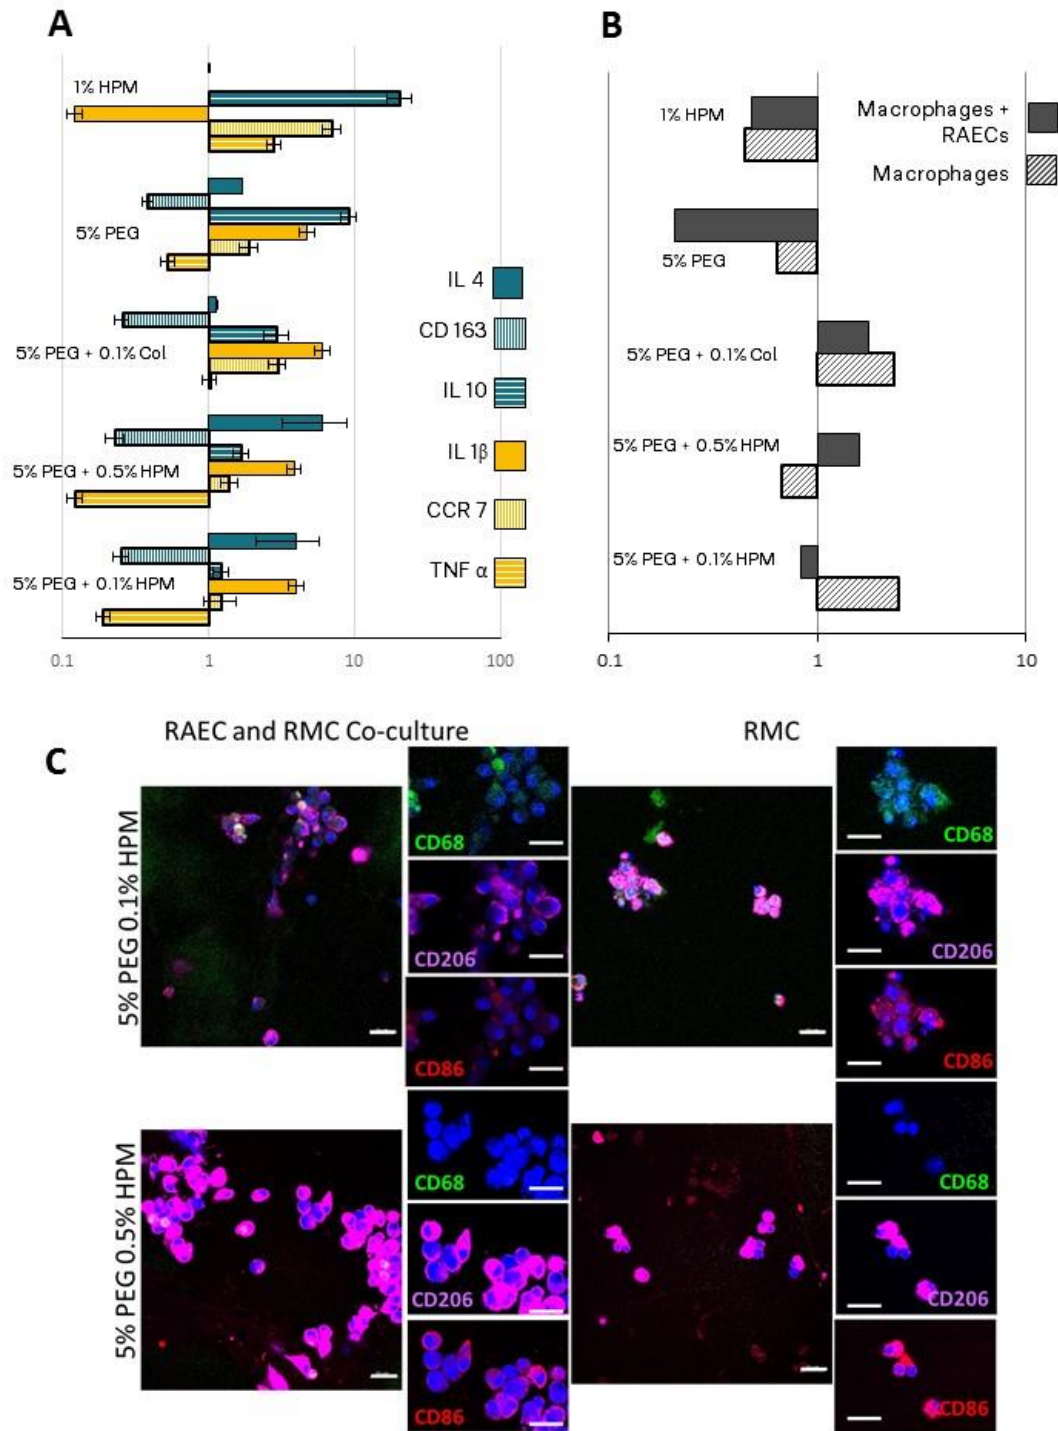 A
1% HPM
5% PEG
5% PEG + 0.1% Col
5% PEG + 0.5% HPM
5% PEG + 0.1% HPM
0.1 1 10 100
IL 4
CD 163
IL 10
IL 1β
CCR 7
TNF α
B
1% HPM
5% PEG
5% PEG + 0.1% Col
5% PEG + 0.5% HPM
5% PEG + 0.1% HPM
0.1 1 10
Macrophages +
RAECs
Macrophages
C
RAEC and RMC Co-culture
RMC
5% PEG 0.1% HPM
CD68
CD206
CD86
CD68
CD206
CD86
5% PEG 0.5% HPM
CD68
CD206
CD86
CD68
CD206
CD86